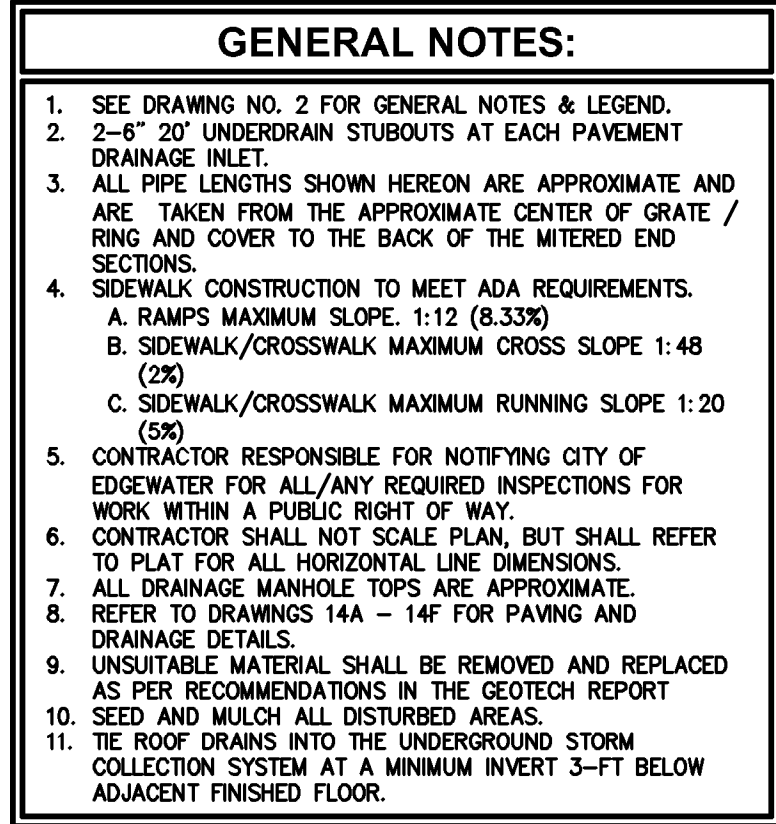 GENERAL NOTES:
1. SEE DRAWING NO. 2 FOR GENERAL NOTES & LEGEND.
2. 2-6" 20' UNDERDRAIN STUBOUTS AT EACH PAVEMENT
DRAINAGE INLET.
3. ALL PIPE LENGTHS SHOWN HEREON ARE APPROXIMATE AND
ARE TAKEN FROM THE APPROXIMATE CENTER OF GRATE /
RING AND COVER TO THE BACK OF THE MITERED END
SECTIONS.
4. SIDEWALK CONSTRUCTION TO MEET ADA REQUIREMENTS.
A. RAMPS MAXIMUM SLOPE. 1:12 (8.33%)
B. SIDEWALK/CROSSWALK MAXIMUM CROSS SLOPE 1:48
(2%)
C. SIDEWALK/CROSSWALK MAXIMUM RUNNING SLOPE 1:20
(5%)
5. CONTRACTOR RESPONSIBLE FOR NOTIFYING CITY OF
EDGEWATER FOR ALL/ANY REQUIRED INSPECTIONS FOR
WORK WITHIN A PUBLIC RIGHT OF WAY.
6. CONTRACTOR SHALL NOT SCALE PLAN, BUT SHALL REFER
TO PLAT FOR ALL HORIZONTAL LINE DIMENSIONS.
7. ALL DRAINAGE MANHOLE TOPS ARE APPROXIMATE.
8. REFER TO DRAWINGS 14A - 14F FOR PAVING AND
DRAINAGE DETAILS.
9. UNSUITABLE MATERIAL SHALL BE REMOVED AND REPLACED
AS PER RECOMMENDATIONS IN THE GEOTECH REPORT
10. SEED AND MULCH ALL DISTURBED AREAS.
11. TIE ROOF DRAINS INTO THE UNDERGROUND STORM
COLLECTION SYSTEM AT A MINIMUM INVERT 3-FT BELOW
ADJACENT FINISHED FLOOR.